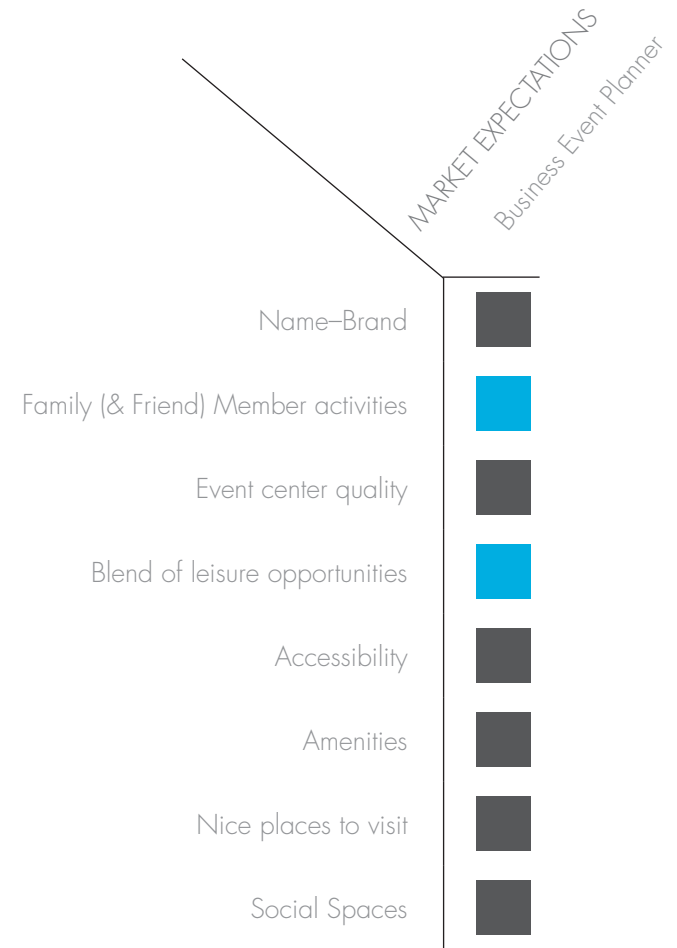 MARKET EXPECTATIONS
Business Event Planner
Name–Brand
Family (& Friend) Member activities
Event center quality
Blend of leisure opportunities
Accessibility
Amenities
Nice places to visit
Social Spaces